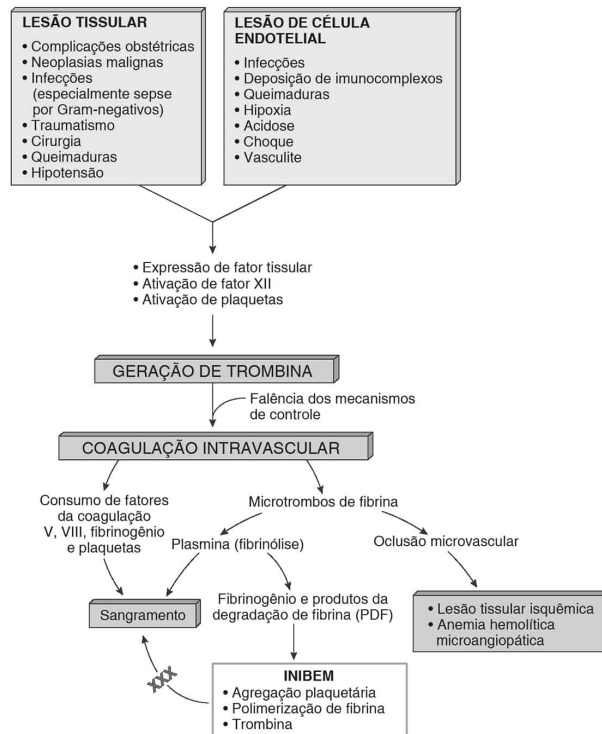 LESÃO TISSULAR
• Complicações obstétricas
• Neoplasias malignas
• Infecções
(especialmente sepse
por Gram-negativos)
• Traumatismo
• Cirurgia
• Queimaduras
• Hipotensão
LESÃO DE CÉLULA
ENDOTELIAL
• Infecções
• Deposição de imunocomplexos
• Queimaduras
• Hipoxia
• Acidose
• Choque
• Vasculite
• Expressão de fator tissular
• Ativação de fator XII
• Ativação de plaquetas
GERAÇÃO DE TROMBINA
Falência dos mecanismos
de controle
COAGULAÇÃO INTRAVASCULAR
Consumo de fatores
da coagulação
V, VIII, fibrinogênio
e plaquetas
Microtrombos de fibrina
Plasmina (fibrinólise)
Oclusão microvascular
Sangramento
Fibrinogênio e produtos da
degradação de fibrina (PDF)
• Lesão tissular isquêmica
• Anemia hemolítica
microangiopática
XXX
INIBEM
• Agregação plaquetária
• Polimerização de fibrina
• Trombina